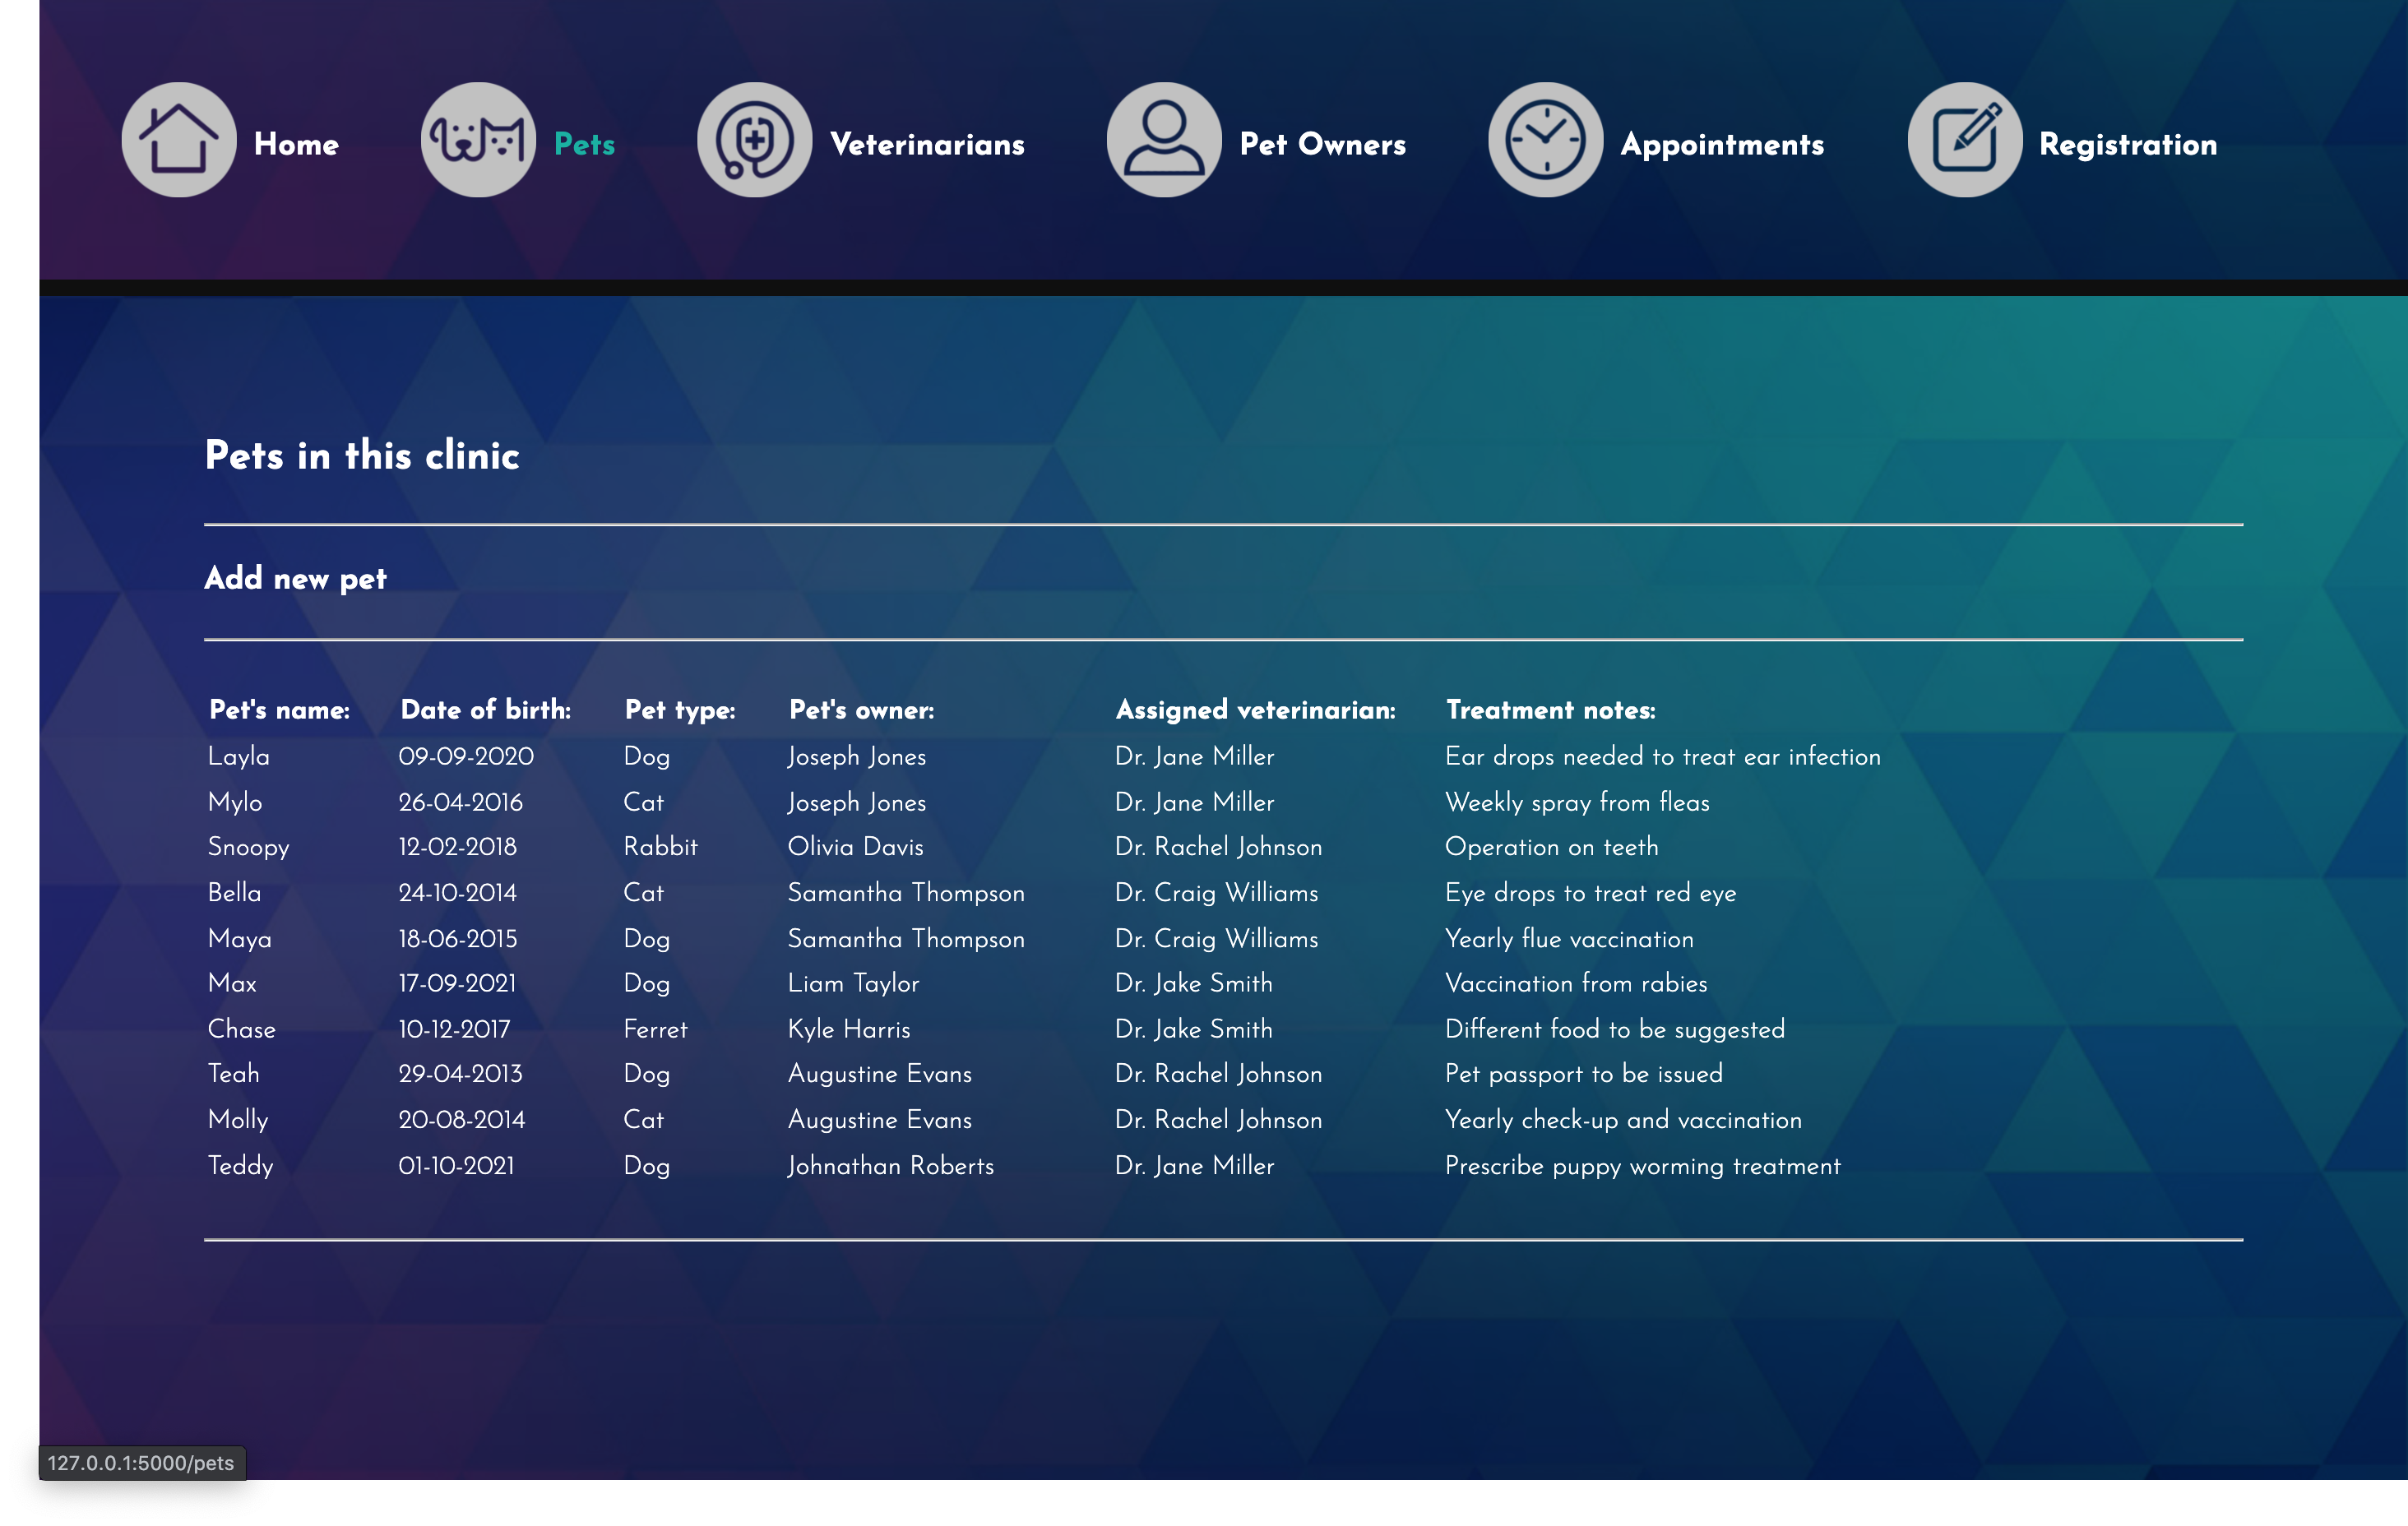 Home Pets Veterinarians Pet Owners Appointments Registration
Pets in this clinic
Add new pet
Pet's name: Date of birth: Pet type: Pet's owner: Assigned veterinarian: Treatment notes:
Layla 09-09-2020 Dog Joseph Jones Dr. Jane Miller Ear drops needed to treat ear infection
Mylo 26-04-2016 Cat Joseph Jones Dr. Jane Miller Weekly spray from fleas
Snoopy 12-02-2018 Rabbit Olivia Davis Dr. Rachel Johnson Operation on teeth
Bella 24-10-2014 Cat Samantha Thompson Dr. Craig Williams Eye drops to treat red eye
Maya 18-06-2015 Dog Samantha Thompson Dr. Craig Williams Yearly flue vaccination
Max 17-09-2021 Dog Liam Taylor Dr. Jake Smith Vaccination from rabies
Chase 10-12-2017 Ferret Kyle Harris Dr. Jake Smith Different food to be suggested
Teah 29-04-2013 Dog Augustine Evans Dr. Rachel Johnson Pet passport to be issued
Molly 20-08-2014 Cat Augustine Evans Dr. Rachel Johnson Yearly check-up and vaccination
Teddy 01-10-2021 Dog Johnathan Roberts Dr. Jane Miller Prescribe puppy worming treatment
127.0.0.1:5000/pets